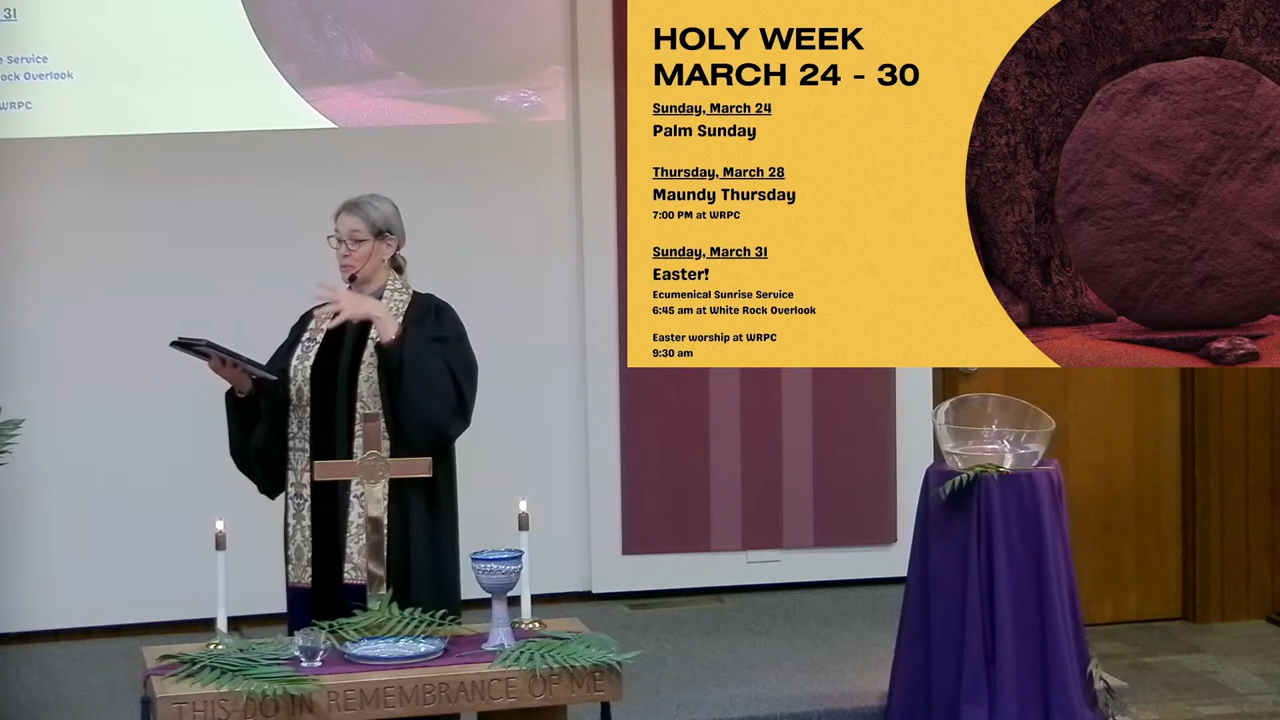 31
Service
Rock Overlook
WRPC
HOLY WEEK
MARCH 24 - 30
Sunday, March 24
Palm Sunday
Thursday, March 28
Maundy Thursday
7:00 PM at WRPC
Sunday, March 31
Easter!
Ecumenical Sunrise Service
6:45 am at White Rock Overlook
Easter worship at WRPC
9:30 am
THIS DO IN REMEMBRANCE OF ME